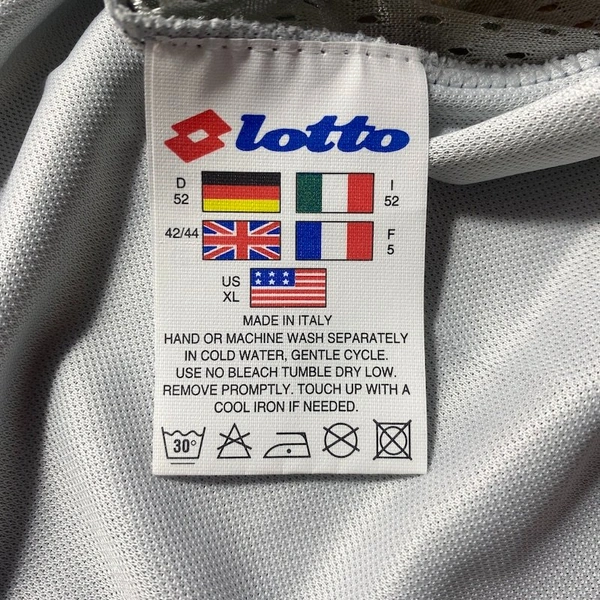 lotto
D
52
I
52
42/44
F
5
US
XL
MADE IN ITALY
HAND OR MACHINE WASH SEPARATELY
IN COLD WATER, GENTLE CYCLE.
USE NO BLEACH TUMBLE DRY LOW.
REMOVE PROMPTLY. TOUCH UP WITH A
COOL IRON IF NEEDED.
30°